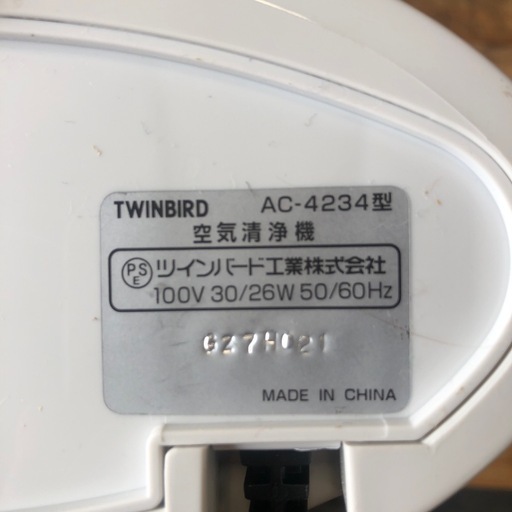 TWINBIRD AC-4234型
空気清浄機
PSE ツインバード工業株式会社
100V 30/26W 50/60Hz
MADE IN CHINA